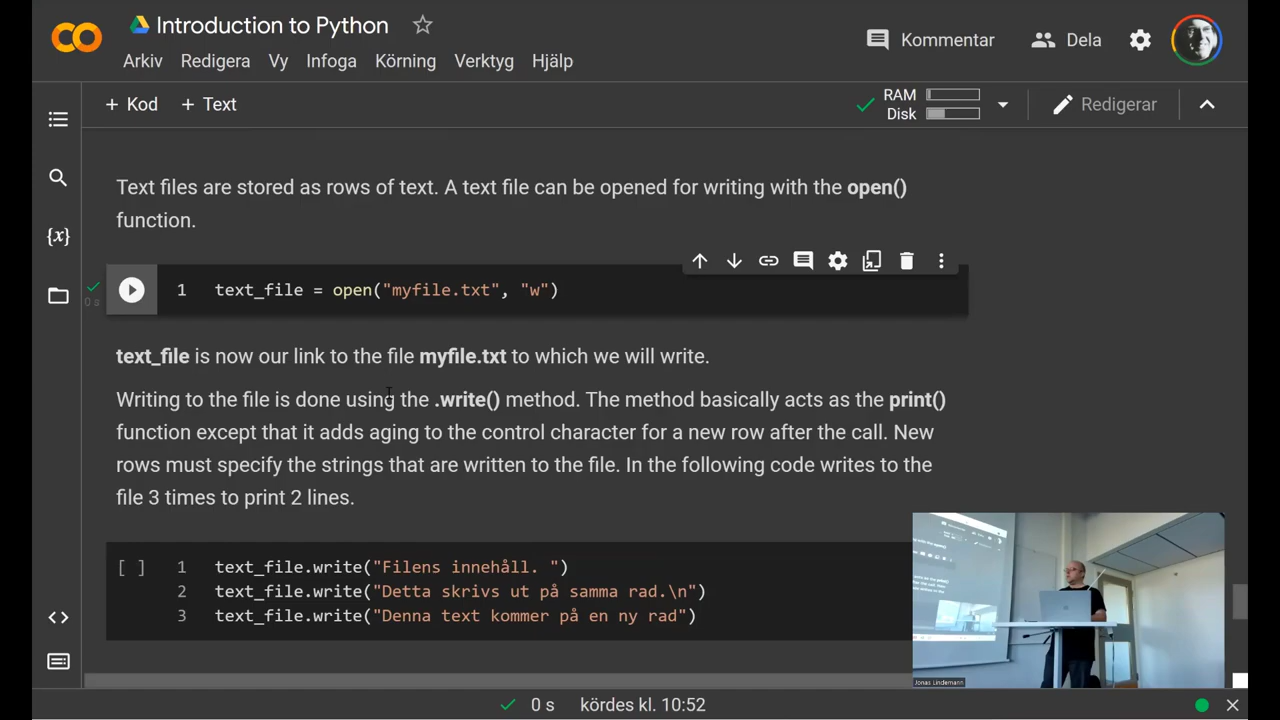 Introduction to Python
Arkiv Redigera Vy Infoga Körning Verktyg Hjälp
Kommentar
Dela
+ Kod + Text
RAM
Disk
Redigerar
Text files are stored as rows of text. A text file can be opened for writing with the open()
function.
0 s
1 text_file = open("myfile.txt", "w")
text_file is now our link to the file myfile.txt to which we will write.
Writing to the file is done using the .write() method. The method basically acts as the print()
function except that it adds aging to the control character for a new row after the call. New
rows must specify the strings that are written to the file. In the following code writes to the
file 3 times to print 2 lines.
[ ] 1 text_file.write("Filens innehåll. ")
2 text_file.write("Detta skrivs ut på samma rad.\n")
3 text_file.write("Denna text kommer på en ny rad")
Jonas Lindemann
0 s kördes kl. 10:52